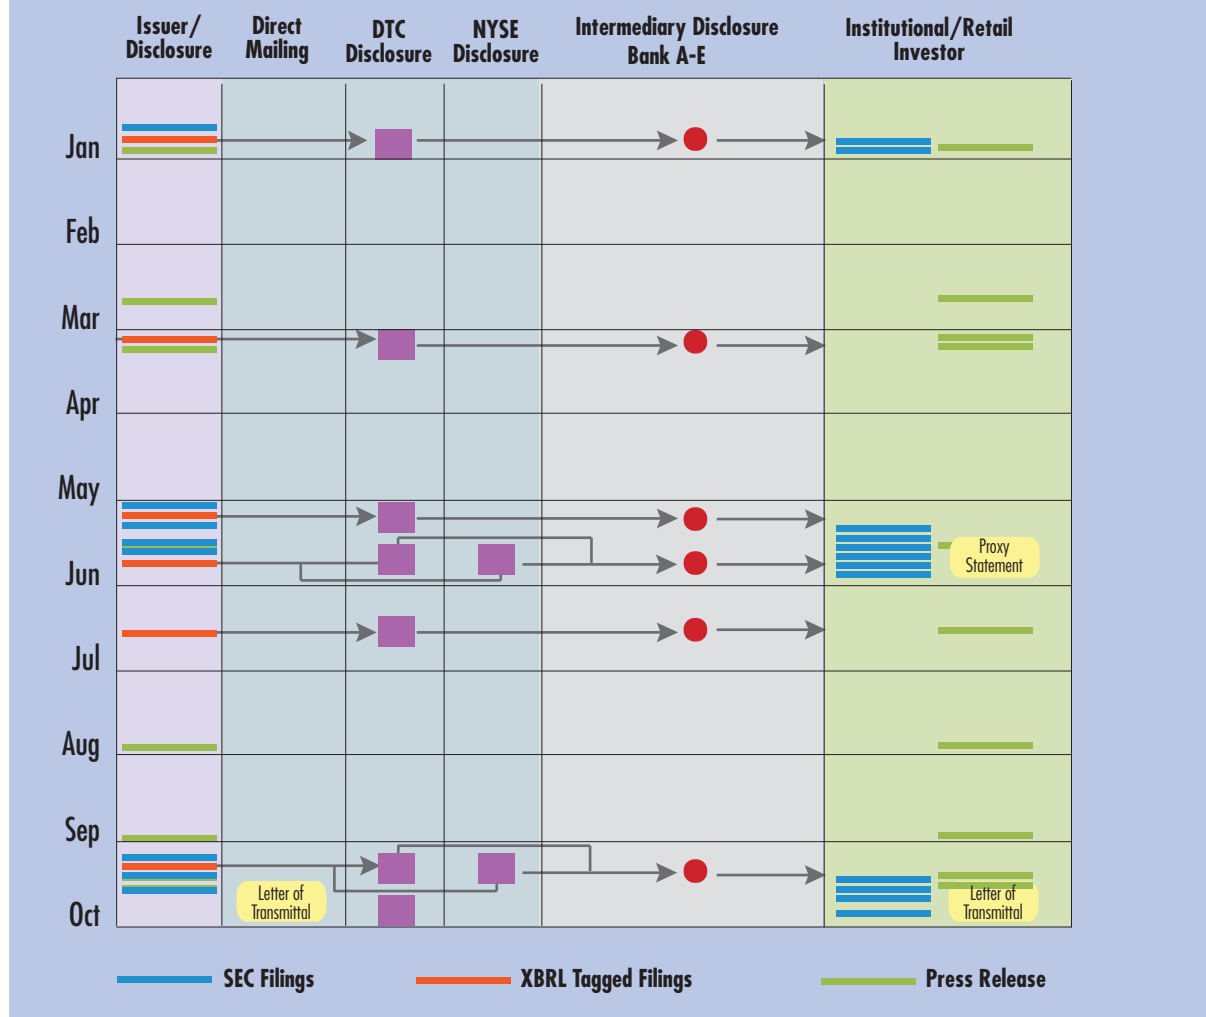 Issuer/
Disclosure
Direct
Mailing
DTC
Disclosure
NYSE
Disclosure
Intermediary Disclosure
Bank A-E
Institutional/Retail
Investor
Jan
Feb
Mar
Apr
May
Jun
Proxy
Statement
Jul
Aug
Sep
Oct
Letter of
Transmittal
Letter of
Transmittal
SEC Filings
XBRL Tagged Filings
Press Release